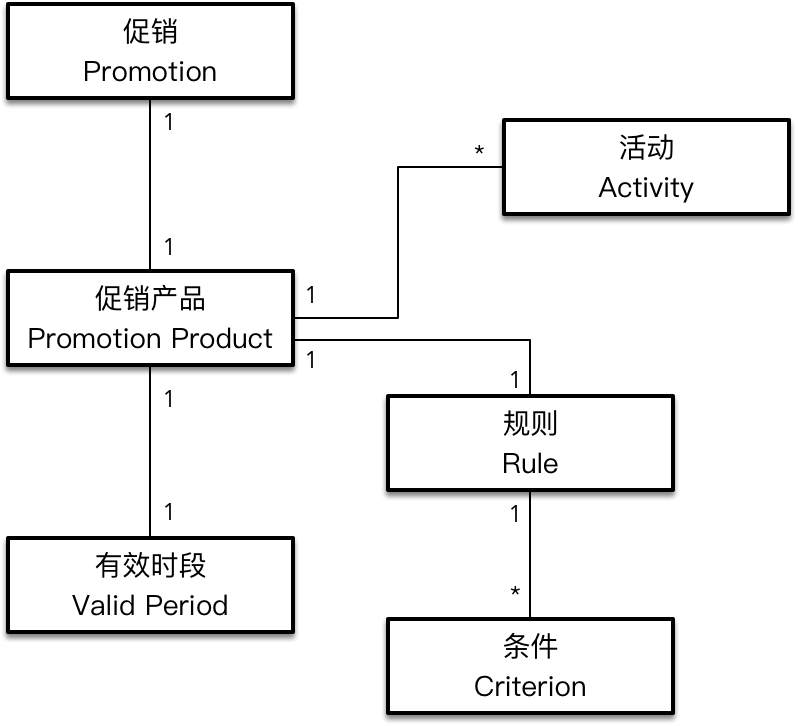 促销
Promotion
1
*
活动
Activity
1
促销产品
Promotion Product
1
1
1
1
规则
Rule
1
1
有效时段
Valid Period
*
条件
Criterion